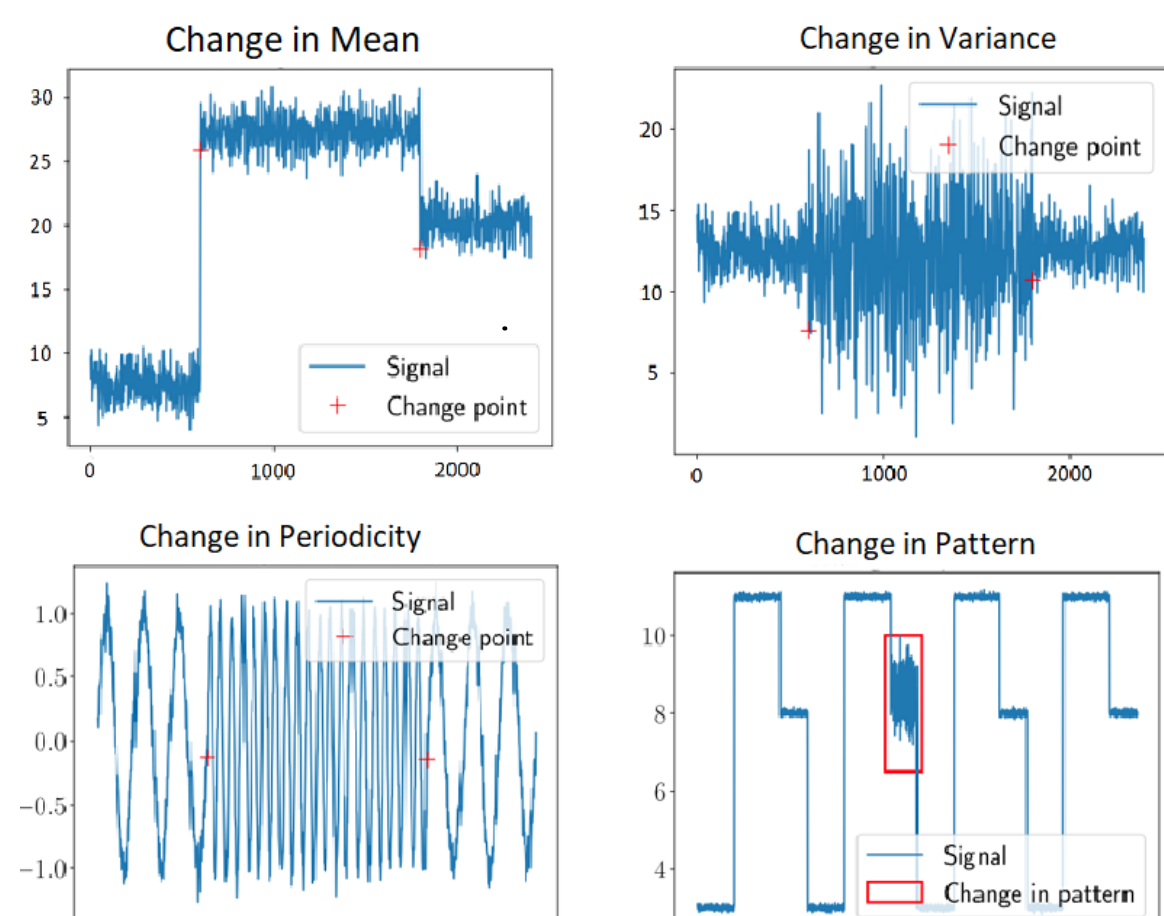 Change in Mean
30
25
20
15
10
5
0
1000
2000
Signal
Change point
Change in Variance
20
15
10
5
0
1000
2000
Signal
Change point
Change in Periodicity
1.0
0.5
0.0
−0.5
−1.0
Signal
Change point
Change in Pattern
10
8
6
4
Signal
Change in pattern